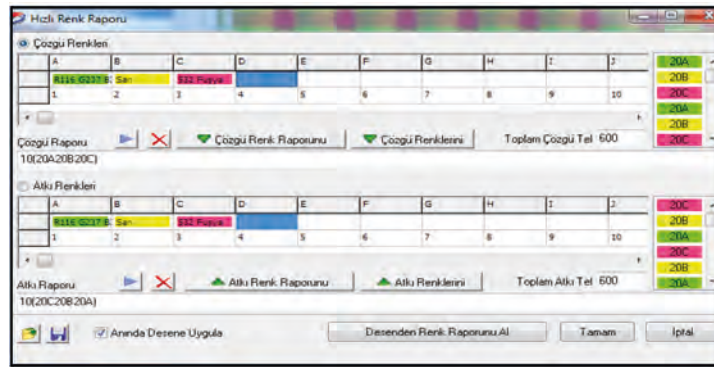 Hızlı Renk Raporu
Çözgü Renkleri
A B C D E F G H I J
R116 G237 B Sarı 532 Fuşya
1 2 3 4 5 6 7 8 9 10
20A
20B
20C
20A
20B
20C
Çözgü Raporu Çözgü Renk Raporunu Çözgü Renklerini Toplam Çözgü Tel 600
10(20A20B20C)
Atkı Renkleri
A B C D E F G H I J
R116 G237 B Sarı 532 Fuşya
1 2 3 4 5 6 7 8 9 10
20C
20B
20A
20C
20B
20A
Atkı Raporu Atkı Renk Raporunu Atkı Renklerini Toplam Atkı Tel 600
10(20C20B20A)
Anında Desene Uygula Desenden Renk Raporunu Al Tamam İptal